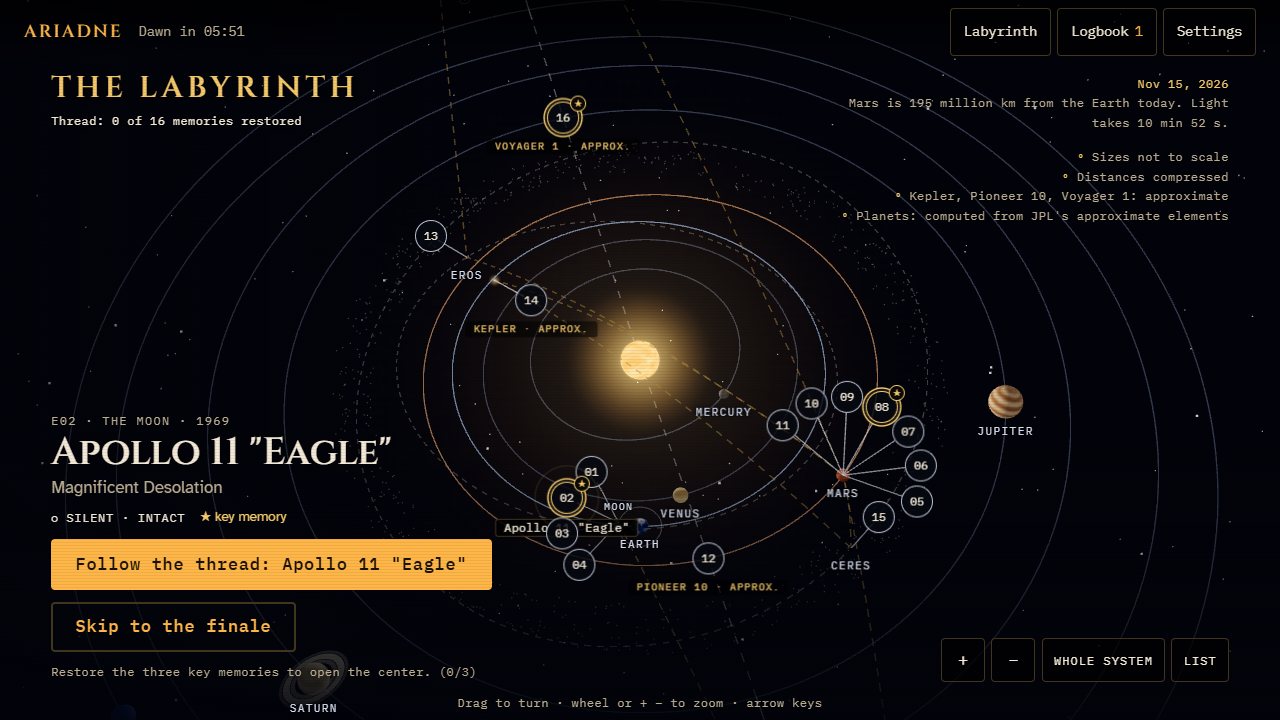 ARIADNE Dawn in 05:51
Labyrinth Logbook 1 Settings
THE LABYRINTH
Thread: 0 of 16 memories restored
Nov 15, 2026
Mars is 195 million km from the Earth today. Light
takes 10 min 52 s.
Sizes not to scale
Distances compressed
Kepler, Pioneer 10, Voyager 1: approximate
Planets: computed from JPL's approximate elements
16
VOYAGER 1 · APPROX.
13
EROS
14
KEPLER · APPROX.
MERCURY
11
10
09
08
07
06
05
MARS
15
CERES
JUPITER
01
02
MOON
VENUS
Apollo "Eagle"
03
EARTH
04
12
PIONEER 10 · APPROX.
E02 · THE MOON · 1969
APOLLO 11 "EAGLE"
Magnificent Desolation
SILENT · INTACT ★ key memory
Follow the thread: Apollo 11 "Eagle"
Skip to the finale
Restore the three key memories to open the center. (0/3)
SATURN
+ − WHOLE SYSTEM LIST
Drag to turn · wheel or + − to zoom · arrow keys